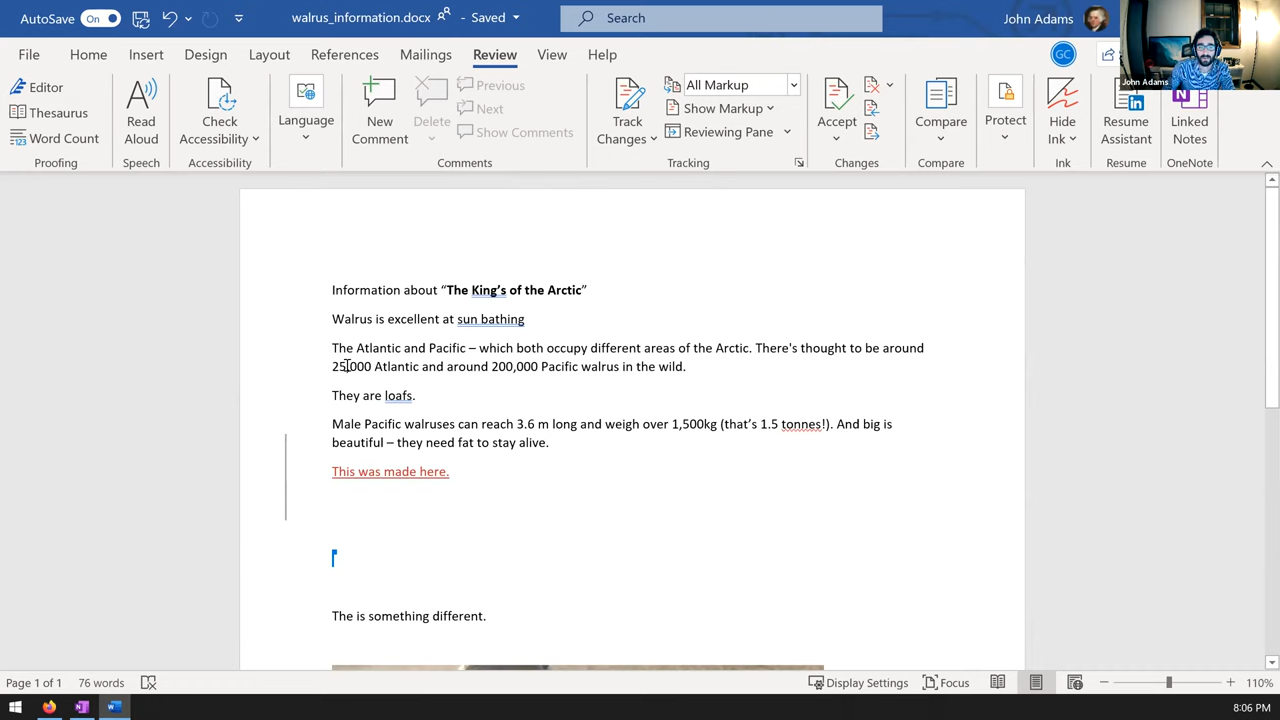 AutoSave On walrus_information.docx Saved Search John Adams
File Home Insert Design Layout References Mailings Review View Help GC
John Adams
Editor
Thesaurus
Word Count
Proofing
Read Aloud
Speech
Check Accessibility
Accessibility
Language
New Comment
Delete
Previous
Next
Show Comments
Comments
Track Changes
All Markup
Show Markup
Reviewing Pane
Tracking
Accept
Changes
Compare
Compare
Protect
Hide Ink
Ink
Resume Assistant
Resume
Linked Notes
OneNote
Information about “The King’s of the Arctic”
Walrus is excellent at sun bathing
The Atlantic and Pacific – which both occupy different areas of the Arctic. There's thought to be around
25,000 Atlantic and around 200,000 Pacific walrus in the wild.
They are loafs.
Male Pacific walruses can reach 3.6 m long and weigh over 1,500kg (that’s 1.5 tonnes!). And big is
beautiful – they need fat to stay alive.
This was made here.
The is something different.
Page 1 of 1 76 words Display Settings Focus 110%
8:06 PM